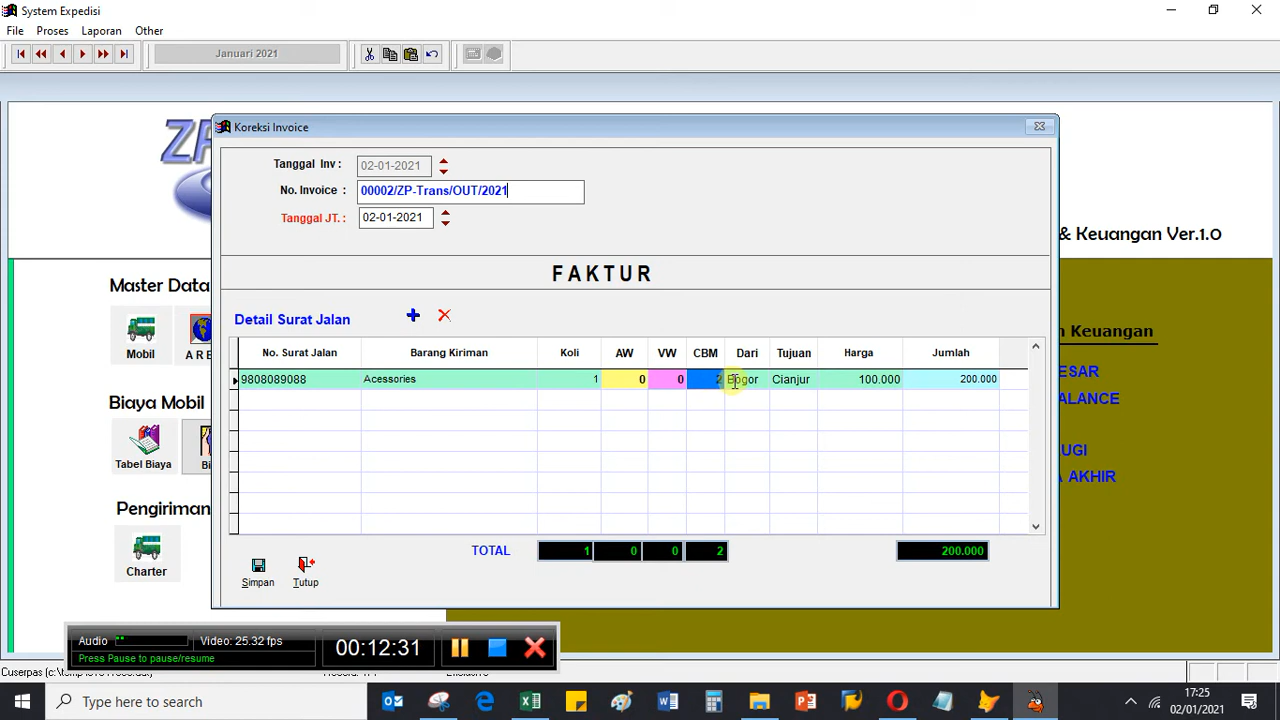 System Expedisi
File Proses Laporan Other
Januari 2021
ZP
Koreksi Invoice
Tanggal Inv : 02-01-2021
No. Invoice : 00002/ZP-Trans/OUT/2021
Tanggal JT. : 02-01-2021
& Keuangan Ver.1.0
FAKTUR
Master Data
Mobil A R E
Detail Surat Jalan
No. Surat Jalan Barang Kiriman Koli AW VW CBM Dari Tujuan Harga Jumlah
9808089088 Acessories 1 0 0 2 Bogor Cianjur 100.000 200.000
Keuangan
ESAR
ALANCE
UGI
A AKHIR
Biaya Mobil
Tabel Biaya Bi
Pengiriman
Charter
TOTAL 1 0 0 2 200.000
Simpan Tutup
Audio Video: 25.32 fps
Press Pause to pause/resume
00:12:31
Type here to search
17:25
02/01/2021